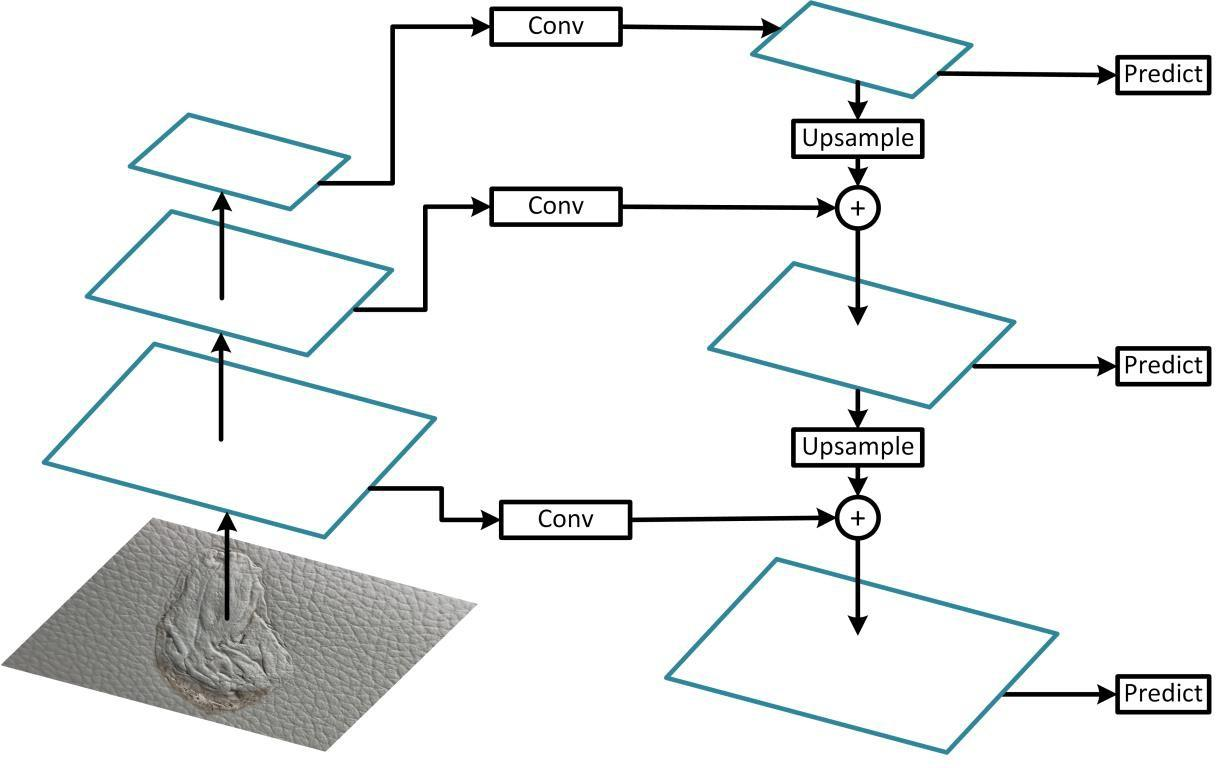 Conv
Predict
Upsample
Conv
+
Predict
Upsample
Conv
+
Predict